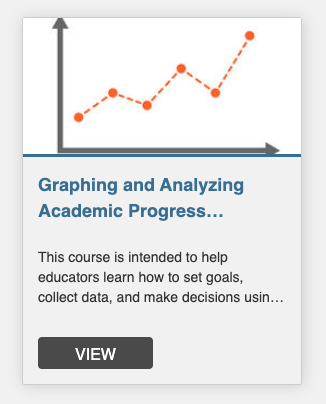 Graphing and Analyzing
Academic Progress...
This course is intended to help
educators learn how to set goals,
collect data, and make decisions usin...
VIEW